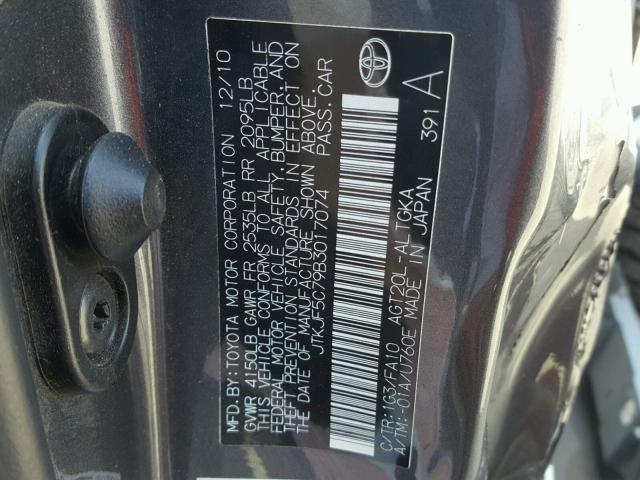 MFD.BY:TOYOTA MOTOR CORPORATION 12/10
GVWR 4150LB GAWR FR 2535LB RR 2095LB
THIS VEHICLE CONFORMS TO ALL APPLICABLE
FEDERAL MOTOR VEHICLE SAFETY, BUMPER, AND
THEFT PREVENTION STANDARDS IN EFFECT ON
DATE OF MANUFACTURE SHOWN ABOVE.
JTKJF5C79B3017074 PASS.CAR
C/TR:1G3/FA10 AGT20L-ALTGKA
A/TM:-01A/U760E MADE IN JAPAN
391 A